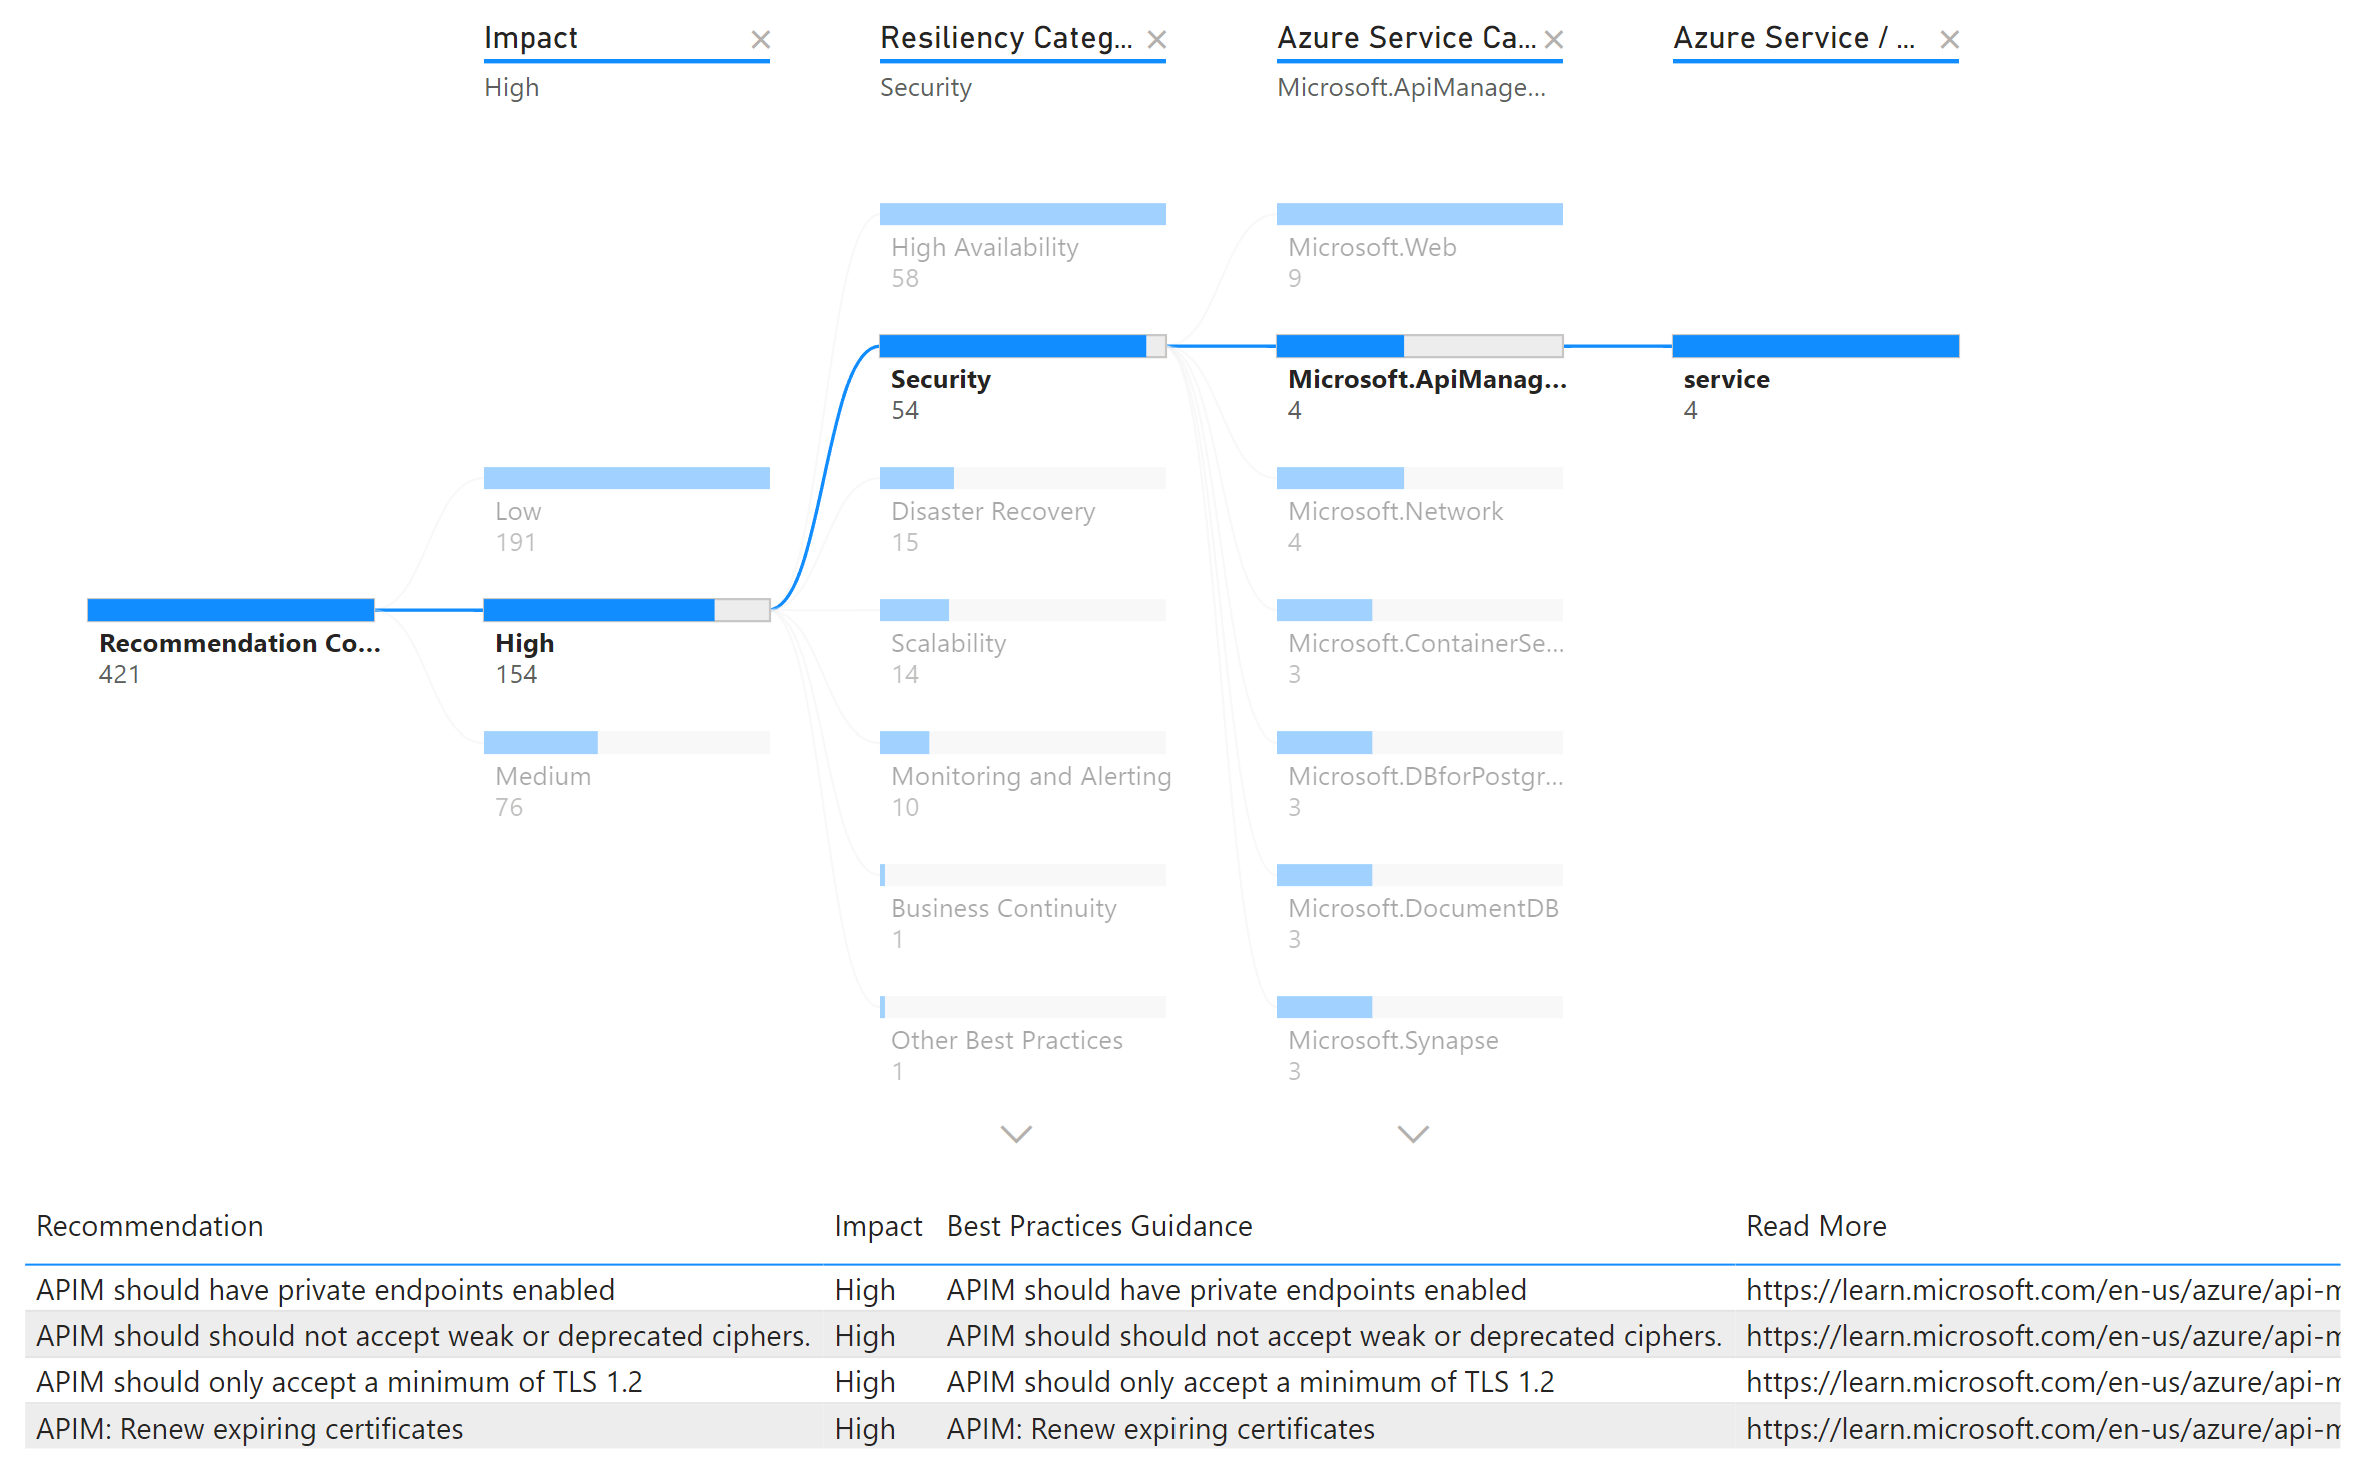 Impact
Resiliency Categ...
Azure Service Ca...
Azure Service / ...
High
Security
Microsoft.ApiManage...
High Availability
58
Microsoft.Web
9
Security
54
Microsoft.ApiManag...
4
service
4
Low
191
Disaster Recovery
15
Microsoft.Network
4
Recommendation Co...
421
High
154
Scalability
14
Microsoft.ContainerSe...
3
Medium
76
Monitoring and Alerting
10
Microsoft.DBforPostgr...
3
Business Continuity
1
Microsoft.DocumentDB
3
Other Best Practices
1
Microsoft.Synapse
3
Recommendation Impact Best Practices Guidance Read More
APIM should have private endpoints enabled High APIM should have private endpoints enabled https://learn.microsoft.com/en-us/azure/api-m
APIM should should not accept weak or deprecated ciphers. High APIM should should not accept weak or deprecated ciphers. https://learn.microsoft.com/en-us/azure/api-m
APIM should only accept a minimum of TLS 1.2 High APIM should only accept a minimum of TLS 1.2 https://learn.microsoft.com/en-us/azure/api-m
APIM: Renew expiring certificates High APIM: Renew expiring certificates https://learn.microsoft.com/en-us/azure/api-m